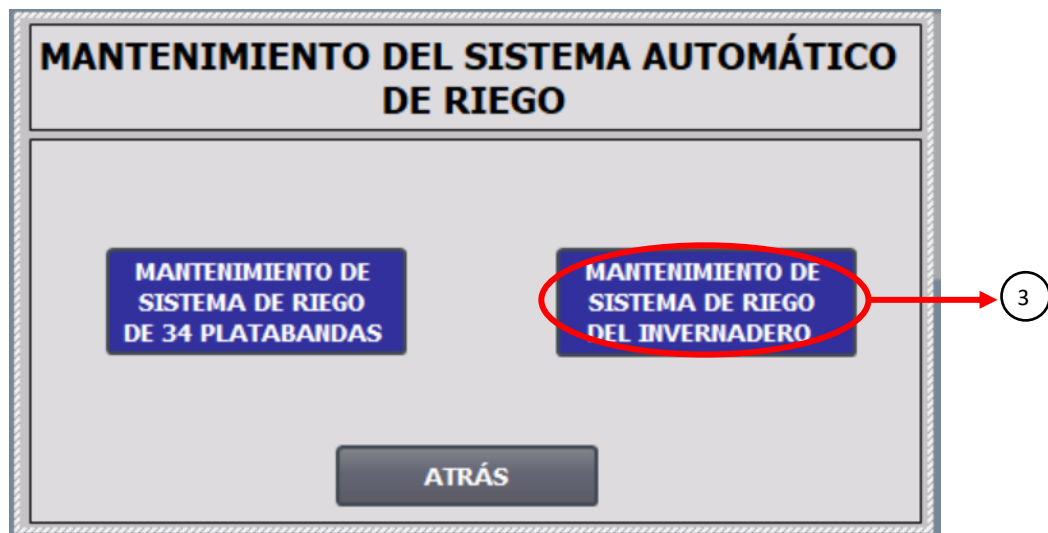 MANTENIMIENTO DEL SISTEMA AUTOMÁTICO
DE RIEGO
MANTENIMIENTO DE
SISTEMA DE RIEGO
DE 34 PLATABANDAS
MANTENIMIENTO DE
SISTEMA DE RIEGO
DEL INVERNADERO
3
ATRÁS